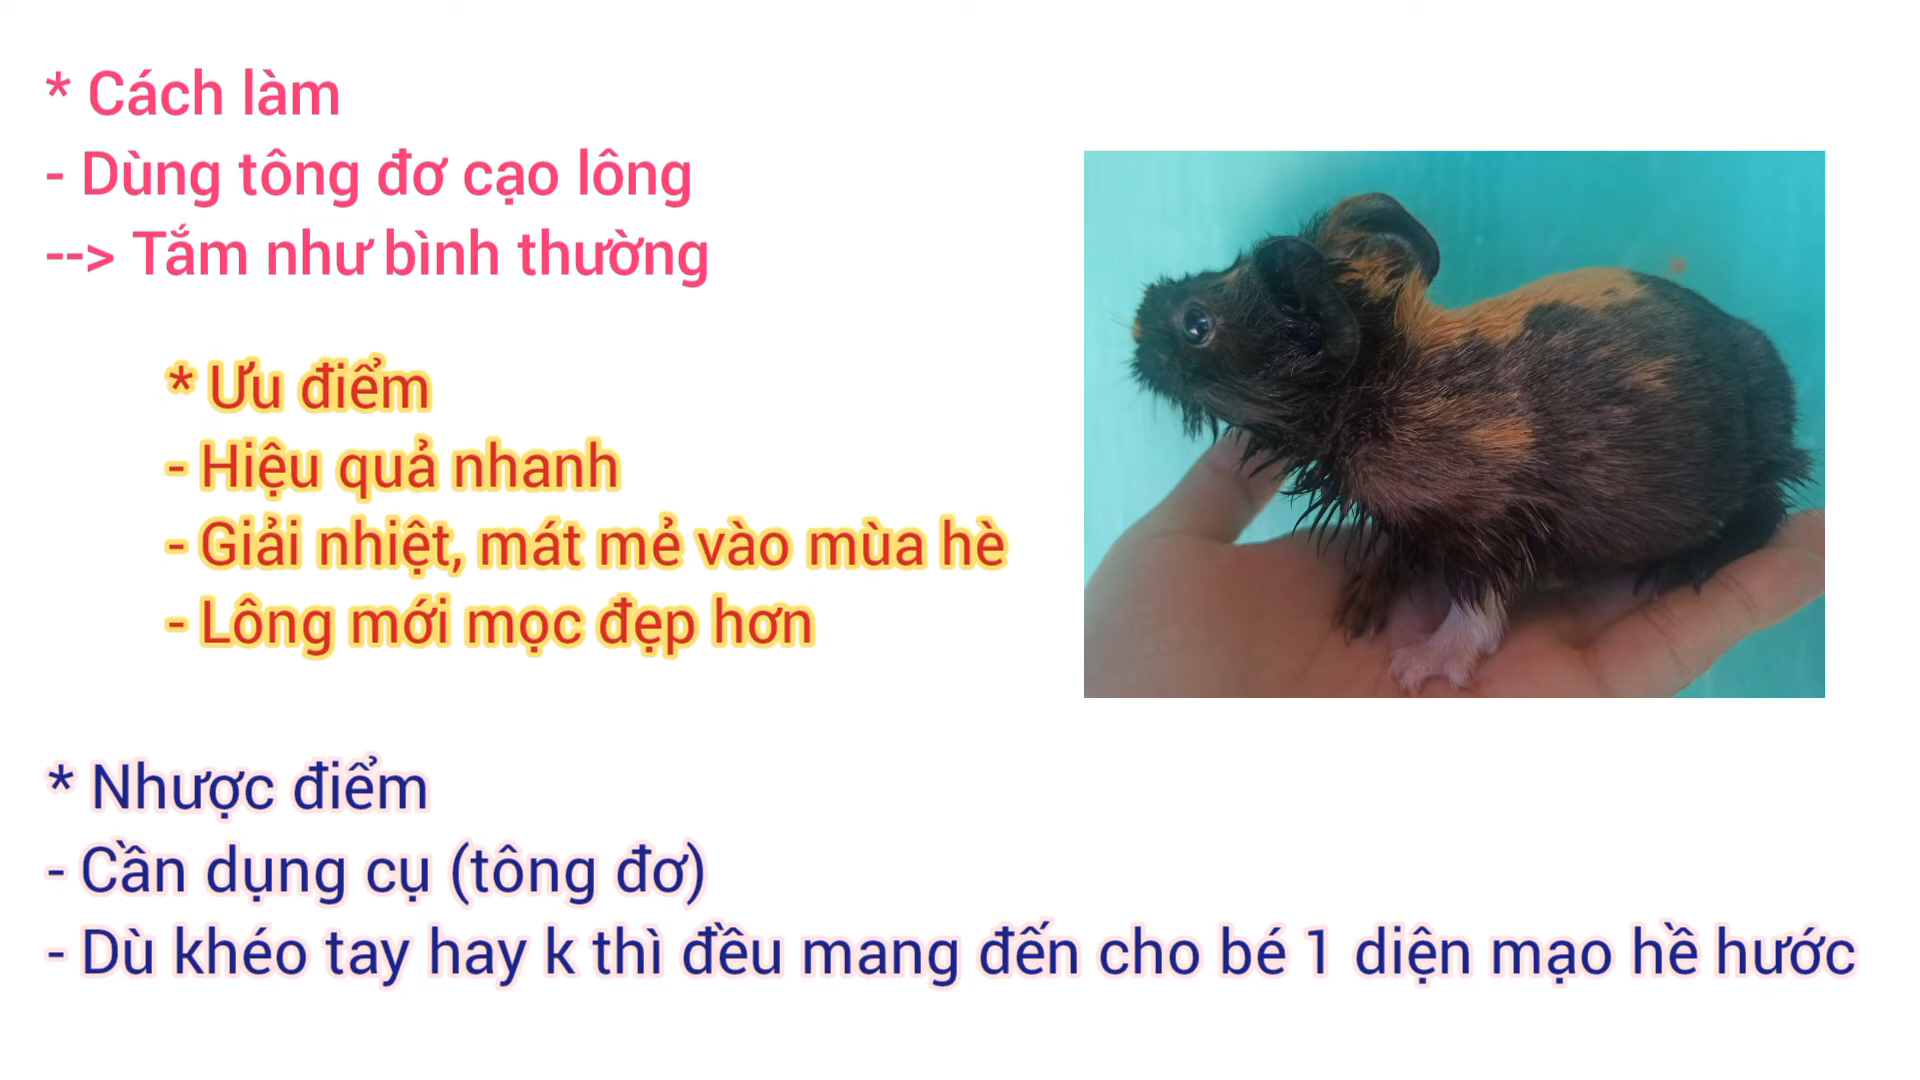 * Cách làm
- Dùng tông đơ cạo lông
--> Tắm như bình thường
* Ưu điểm
- Hiệu quả nhanh
- Giải nhiệt, mát mẻ vào mùa hè
- Lông mới mọc đẹp hơn
* Nhược điểm
- Cần dụng cụ (tông đơ)
- Dù khéo tay hay k thì đều mang đến cho bé 1 diện mạo hề hước